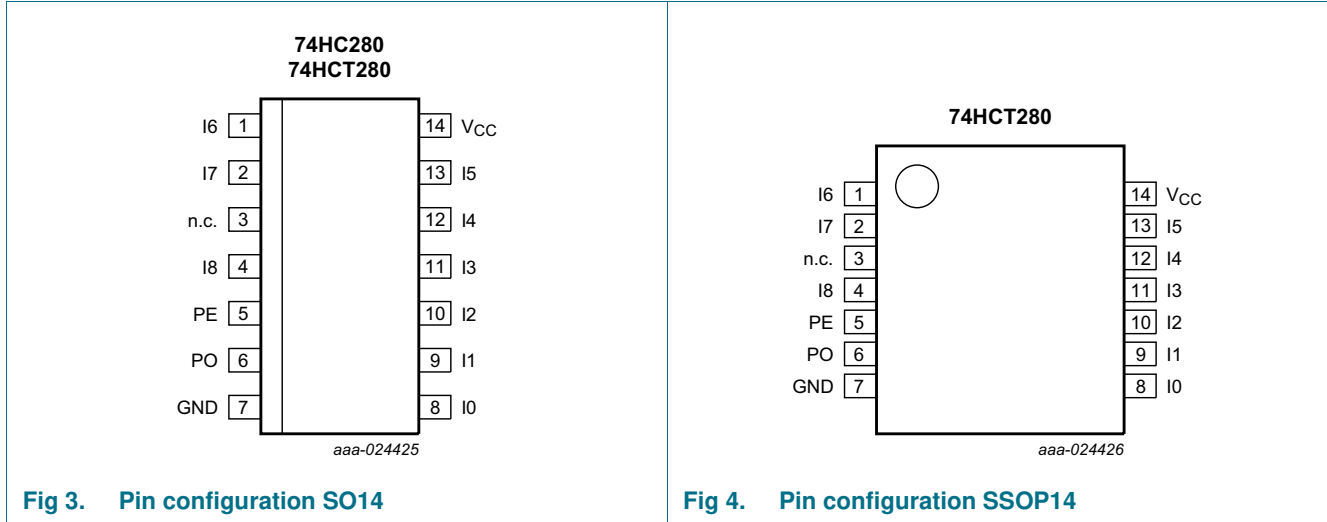 74HC280
74HCT280
I6 1
14 VCC
I7 2
13 I5
n.c. 3
12 I4
I8 4
11 I3
PE 5
10 I2
PO 6
9 I1
GND 7
8 I0
aaa-024425
Fig 3. Pin configuration SO14
74HCT280
I6 1
14 VCC
I7 2
13 I5
n.c. 3
12 I4
I8 4
11 I3
PE 5
10 I2
PO 6
9 I1
GND 7
8 I0
aaa-024426
Fig 4. Pin configuration SSOP14